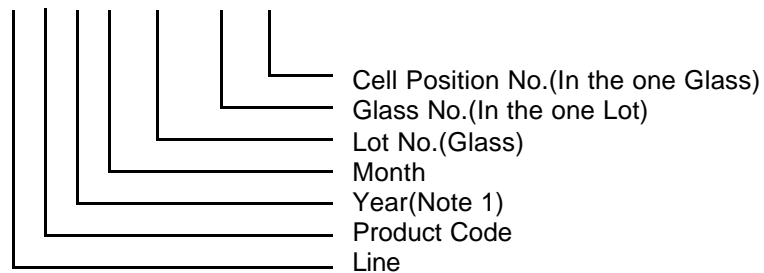 Cell Position No.(In the one Glass)
Glass No.(In the one Lot)
Lot No.(Glass)
Month
Year(Note 1)
Product Code
Line